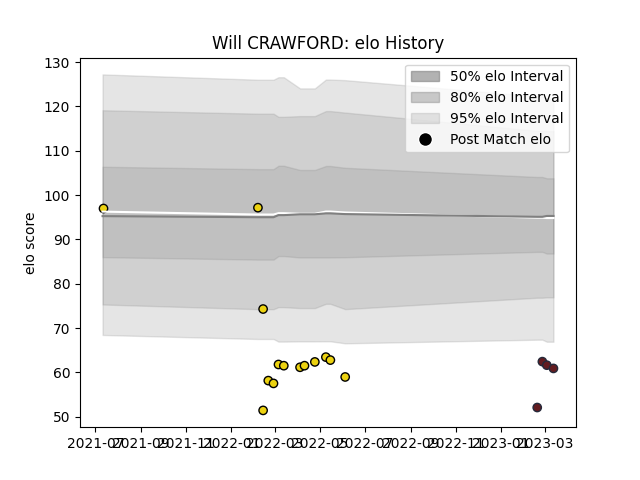 Will CRAWFORD: elo History
130
120
110
100
90
80
70
60
50
elo score
50% elo Interval
80% elo Interval
95% elo Interval
Post Match elo
2021-07 2021-09 2021-11 2022-01 2022-03 2022-05 2022-07 2022-09 2022-11 2023-01 2023-03